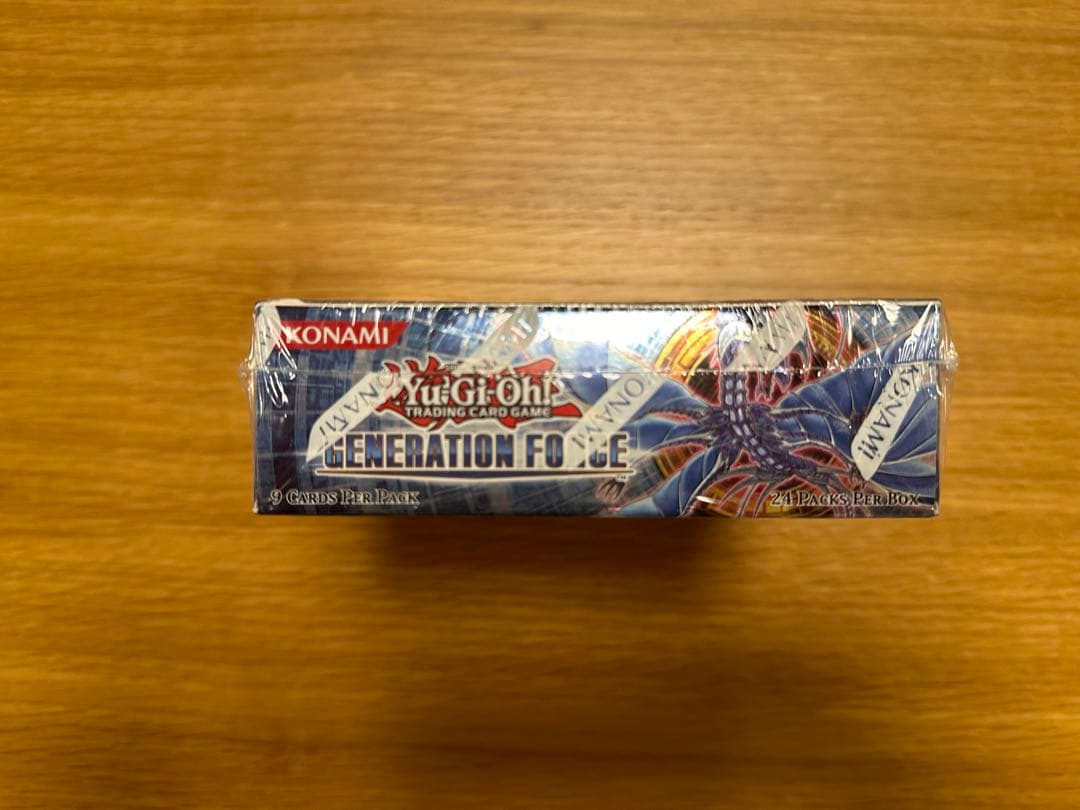 KONAMI
Yu-Gi-Oh!
TRADING CARD GAME
GENERATION FORCE
TM
9 CARDS PER PACK
24 PACKS PER BOX
KONAMI
KONAMI
KONAMI